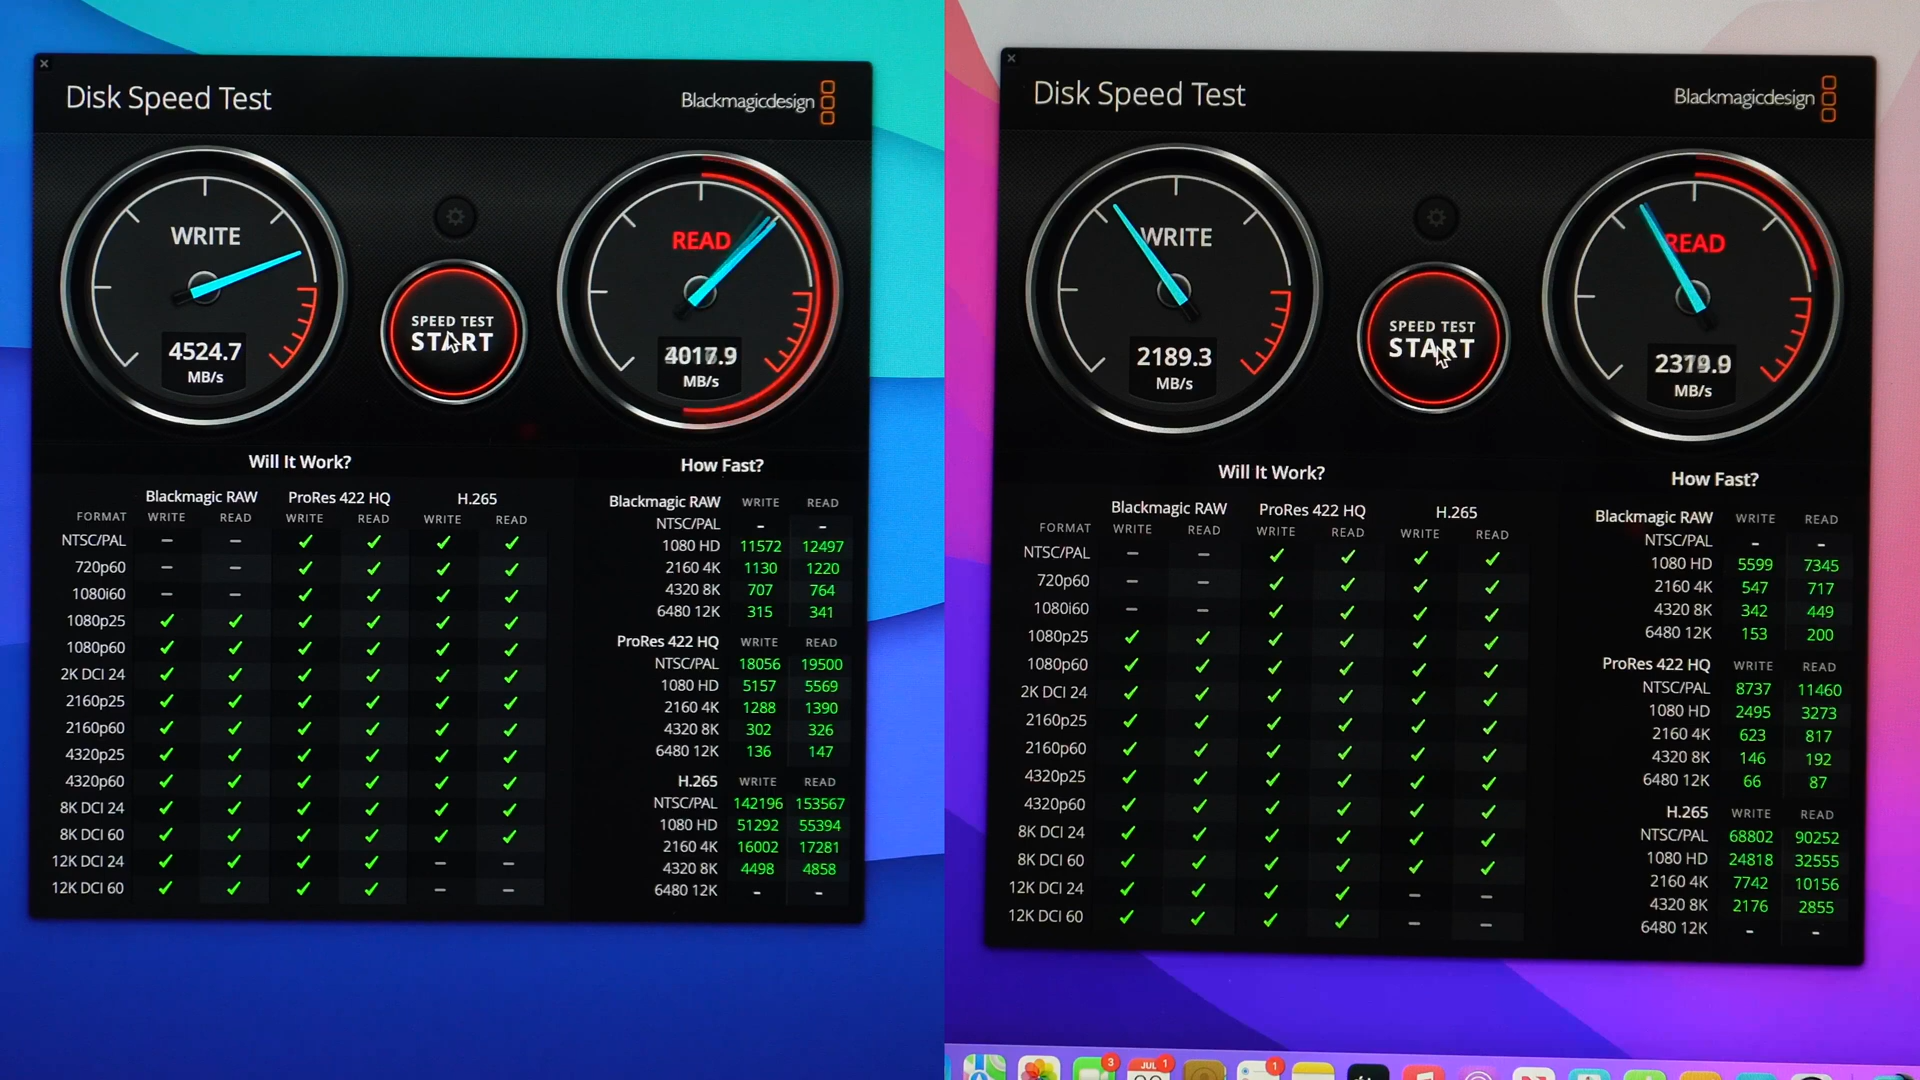 Disk Speed Test
Blackmagicdesign
WRITE
4524.7
MB/s
SPEED TEST
START
READ
MB/s
Will It Work?
Blackmagic RAW ProRes 422 HQ H.265
FORMAT WRITE READ WRITE READ WRITE READ
NTSC/PAL – – ✓ ✓ ✓ ✓
720p60 – – ✓ ✓ ✓ ✓
1080i60 – – ✓ ✓ ✓ ✓
1080p25 ✓ ✓ ✓ ✓ ✓ ✓
1080p60 ✓ ✓ ✓ ✓ ✓ ✓
2K DCI 24 ✓ ✓ ✓ ✓ ✓ ✓
2160p25 ✓ ✓ ✓ ✓ ✓ ✓
2160p60 ✓ ✓ ✓ ✓ ✓ ✓
4320p25 ✓ ✓ ✓ ✓ ✓ ✓
4320p60 ✓ ✓ ✓ ✓ ✓ ✓
8K DCI 24 ✓ ✓ ✓ ✓ ✓ ✓
8K DCI 60 ✓ ✓ ✓ ✓ ✓ ✓
12K DCI 24 ✓ ✓ ✓ ✓ – –
12K DCI 60 ✓ ✓ ✓ ✓ – –
How Fast?
Blackmagic RAW WRITE READ
NTSC/PAL – –
1080 HD 11572 12497
2160 4K 1130 1220
4320 8K 707 764
6480 12K 315 341
ProRes 422 HQ WRITE READ
NTSC/PAL 18056 19500
1080 HD 5157 5569
2160 4K 1288 1390
4320 8K 302 326
6480 12K 136 147
H.265 WRITE READ
NTSC/PAL 142196 153567
1080 HD 51292 55394
2160 4K 16002 17281
4320 8K 4498 4858
6480 12K – –
Disk Speed Test
Blackmagicdesign
WRITE
2189.3
MB/s
SPEED TEST
START
READ
MB/s
Will It Work?
Blackmagic RAW ProRes 422 HQ H.265
FORMAT WRITE READ WRITE READ WRITE READ
NTSC/PAL – – ✓ ✓ ✓ ✓
720p60 – – ✓ ✓ ✓ ✓
1080i60 – – ✓ ✓ ✓ ✓
1080p25 ✓ ✓ ✓ ✓ ✓ ✓
1080p60 ✓ ✓ ✓ ✓ ✓ ✓
2K DCI 24 ✓ ✓ ✓ ✓ ✓ ✓
2160p25 ✓ ✓ ✓ ✓ ✓ ✓
2160p60 ✓ ✓ ✓ ✓ ✓ ✓
4320p25 ✓ ✓ ✓ ✓ ✓ ✓
4320p60 ✓ ✓ ✓ ✓ ✓ ✓
8K DCI 24 ✓ ✓ ✓ ✓ ✓ ✓
8K DCI 60 ✓ ✓ ✓ ✓ ✓ ✓
12K DCI 24 ✓ ✓ ✓ ✓ – –
12K DCI 60 ✓ ✓ ✓ ✓ – –
How Fast?
Blackmagic RAW WRITE READ
NTSC/PAL – –
1080 HD 5599 7345
2160 4K 547 717
4320 8K 342 449
6480 12K 153 200
ProRes 422 HQ WRITE READ
NTSC/PAL 8737 11460
1080 HD 2495 3273
2160 4K 623 817
4320 8K 146 192
6480 12K 66 87
H.265 WRITE READ
NTSC/PAL 68802 90252
1080 HD 24818 32555
2160 4K 7742 10156
4320 8K 2176 2855
6480 12K – –
3
JUL
1
1